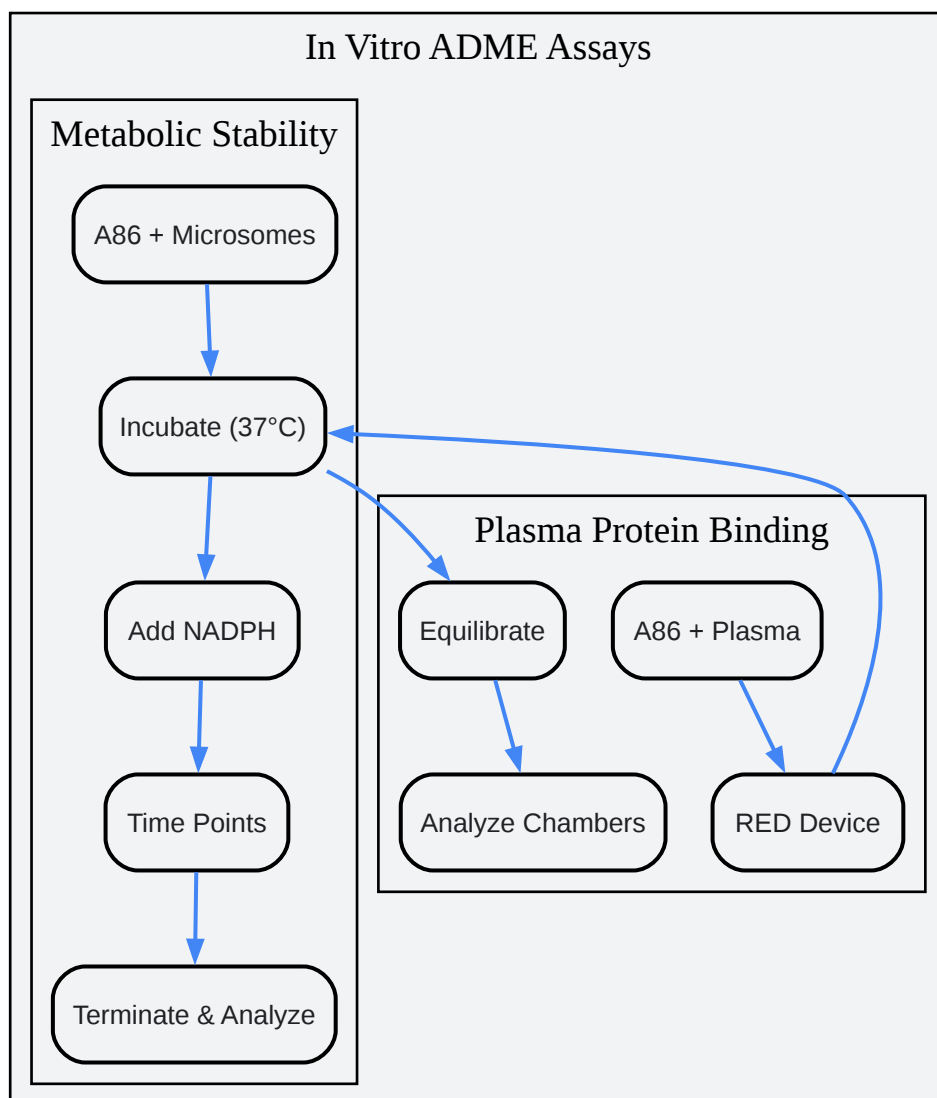 In Vitro ADME Assays
Metabolic Stability
A86 + Microsomes
Incubate (37°C)
Add NADPH
Time Points
Terminate & Analyze
Plasma Protein Binding
Equilibrate
A86 + Plasma
Analyze Chambers
RED Device